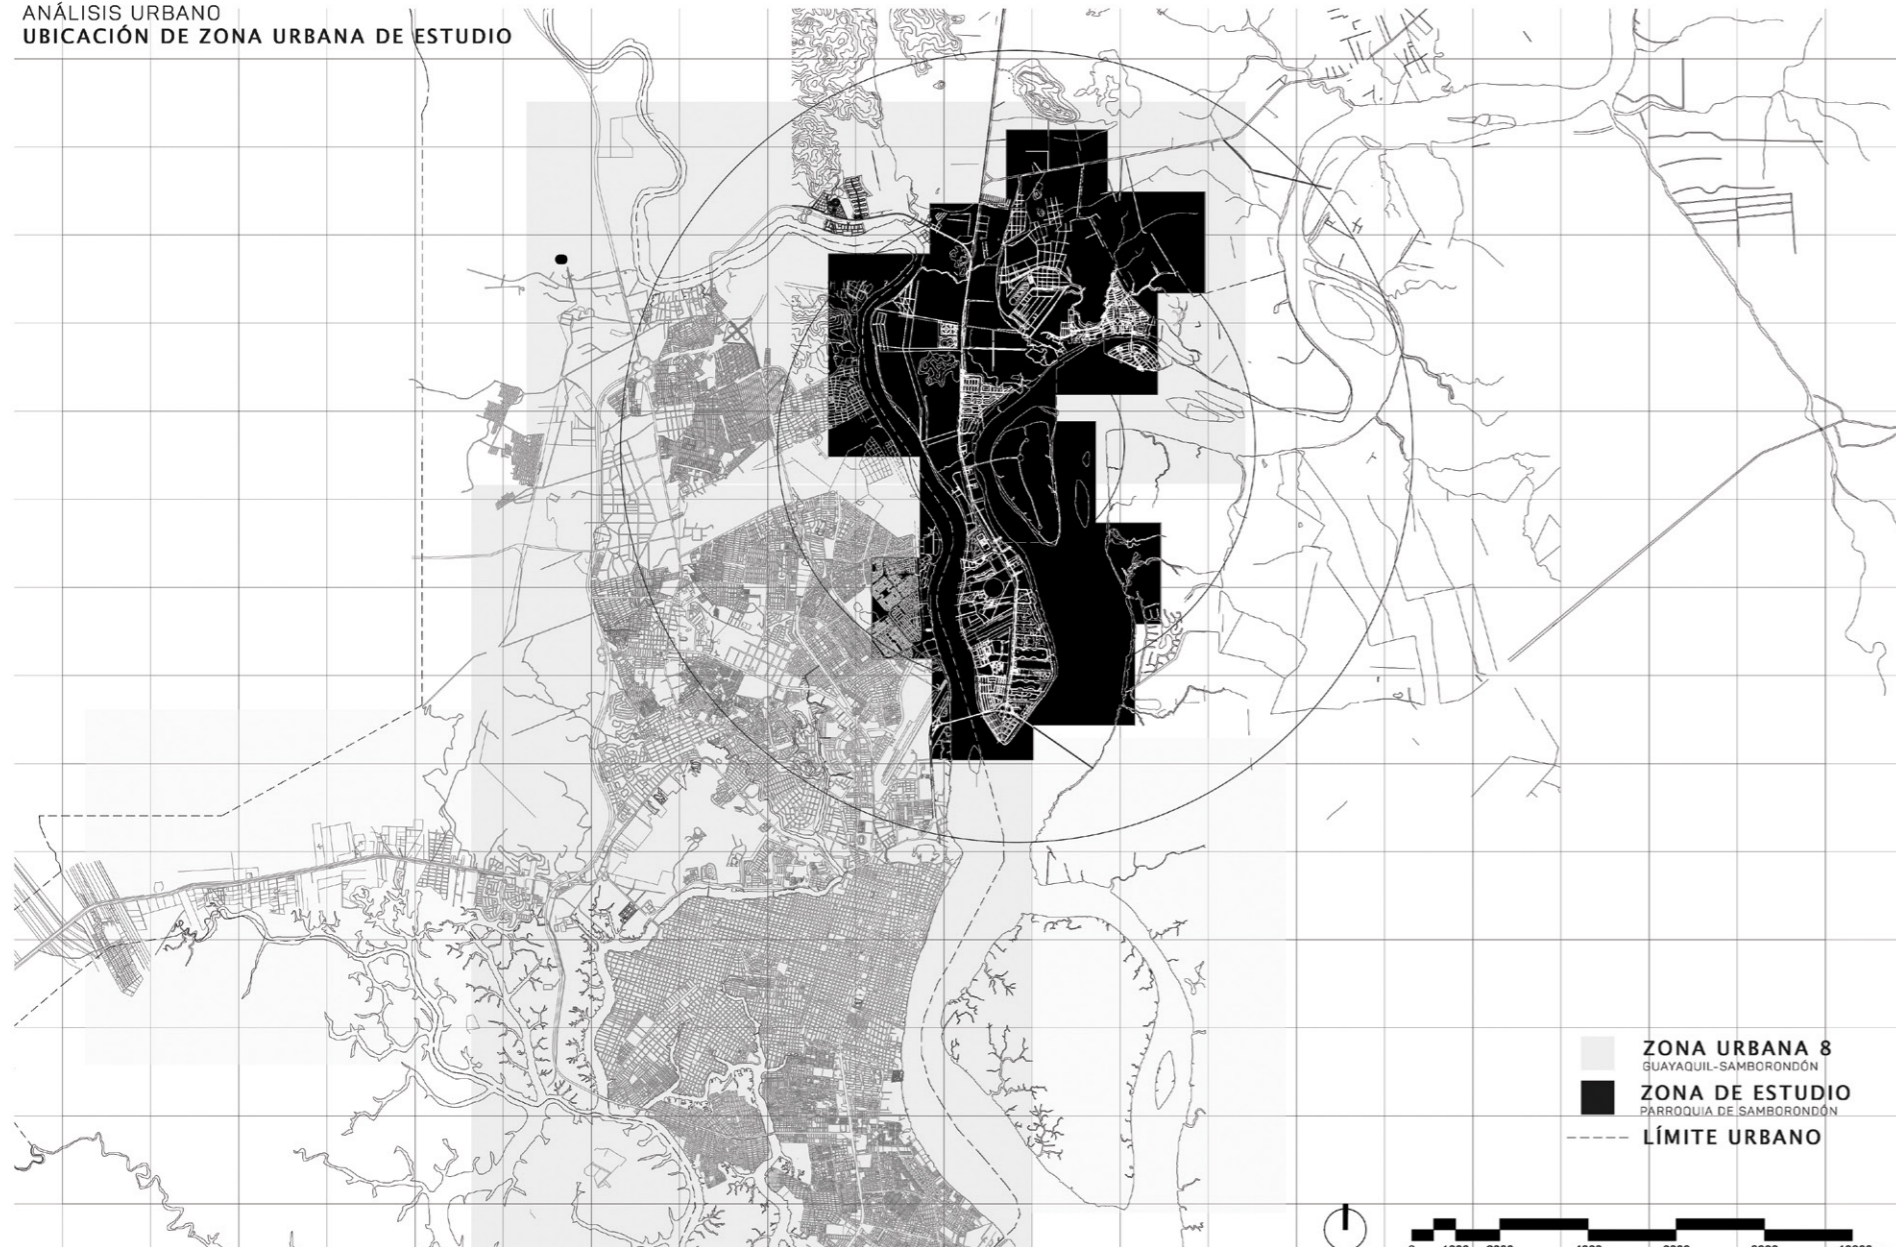 ANÁLISIS URBANO
UBICACIÓN DE ZONA URBANA DE ESTUDIO
ZONA URBANA 8
GUAYAQUIL-SAMBORONDÓN
ZONA DE ESTUDIO
PARROQUIA DE SAMBORONDÓN
LÍMITE URBANO